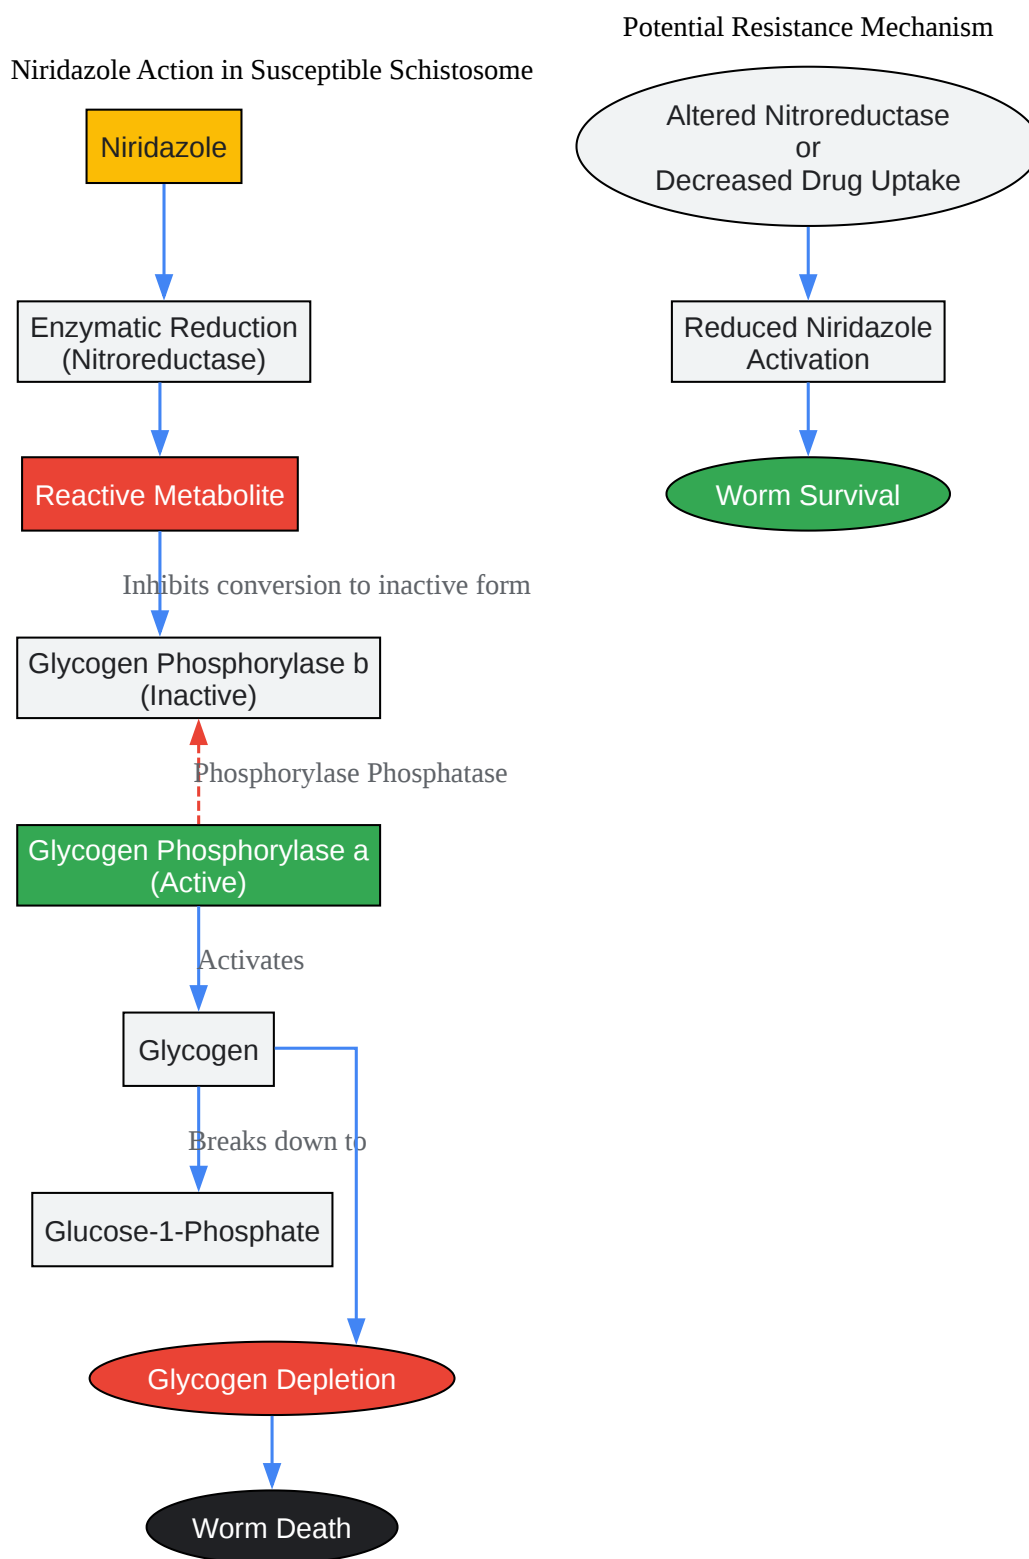 Niridazole Action in Susceptible Schistosome
Niridazole
Enzymatic Reduction
(Nitroreductase)
Reactive Metabolite
Inhibits conversion to inactive form
Glycogen Phosphorylase b
(Inactive)
Phosphorylase Phosphatase
Glycogen Phosphorylase a
(Active)
Activates
Glycogen
Breaks down to
Glucose-1-Phosphate
Glycogen Depletion
Worm Death
Potential Resistance Mechanism
Altered Nitroreductase
or
Decreased Drug Uptake
Reduced Niridazole
Activation
Worm Survival